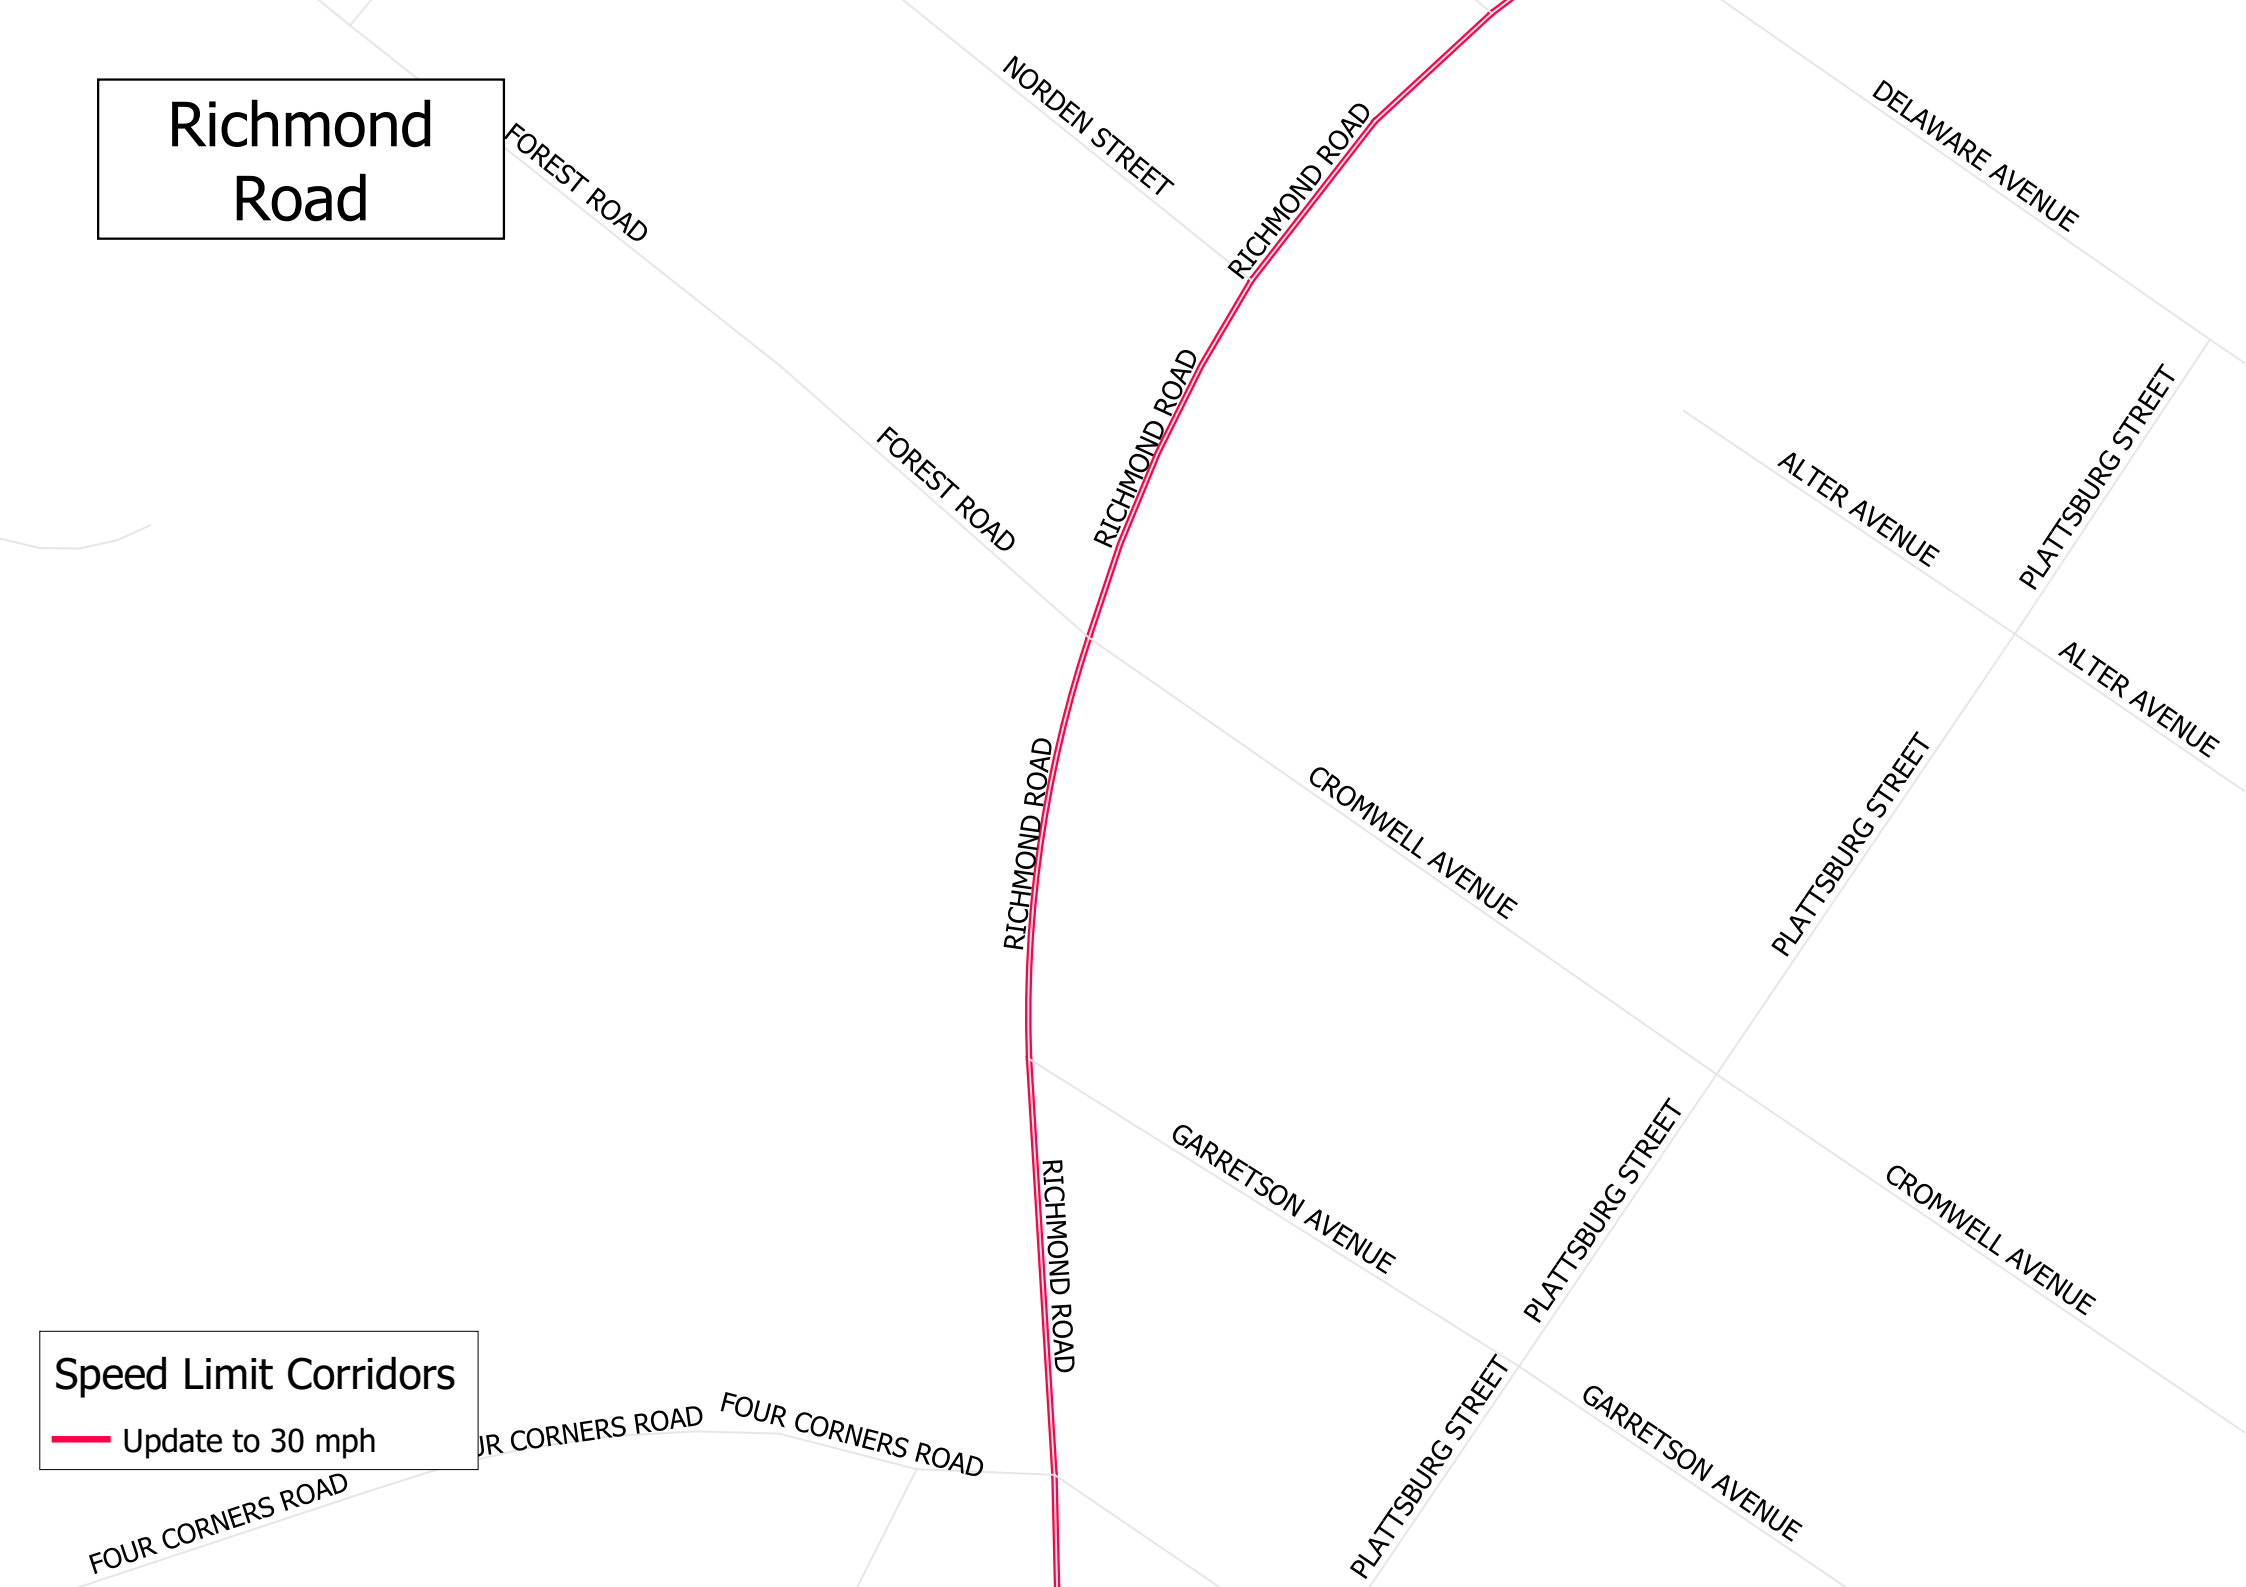 Richmond
Road
FOREST ROAD
NORDEN STREET
RICHMOND ROAD
DELAWARE AVENUE
RICHMOND ROAD
FOREST ROAD
ALTER AVENUE
PLATTSBURG STREET
ALTER AVENUE
RICHMOND ROAD
CROMWELL AVENUE
PLATTSBURG STREET
GARRETSON AVENUE
PLATTSBURG STREET
CROMWELL AVENUE
RICHMOND ROAD
Speed Limit Corridors
Update to 30 mph
UR CORNERS ROAD
FOUR CORNERS ROAD
FOUR CORNERS ROAD
PLATTSBURG STREET
GARRETSON AVENUE